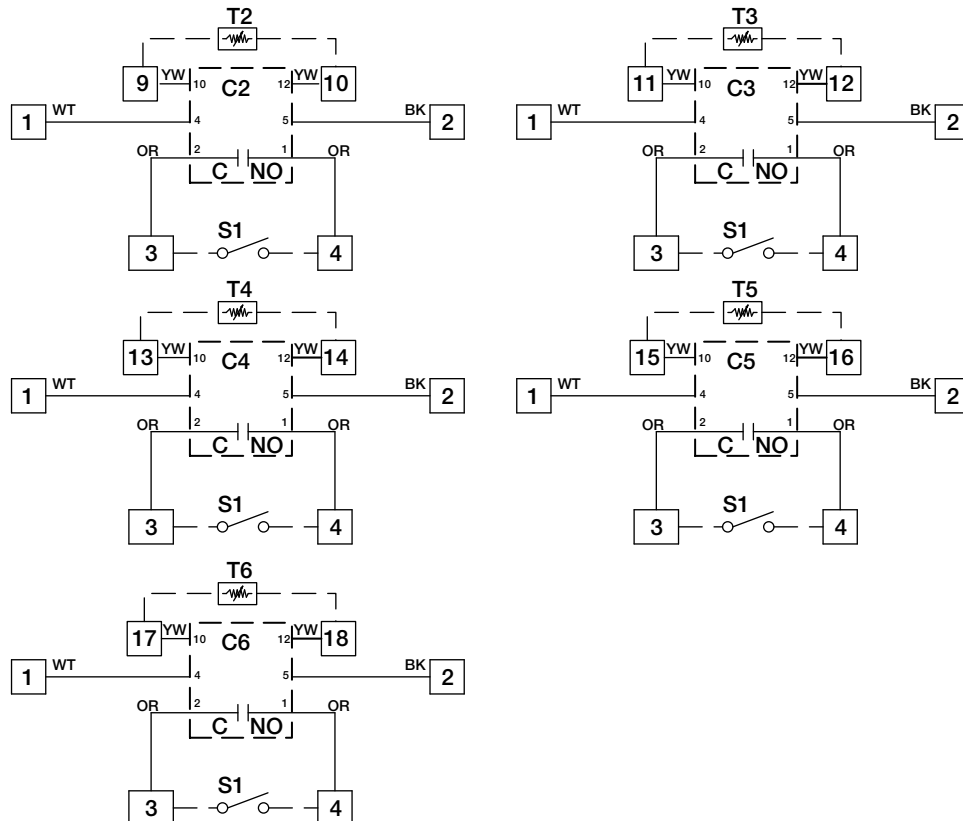 T2
9 YW 10 C2 12 YW 10
1 WT 4 5 BK 2
OR 2 1 OR
C NO
S1
3 4
T3
11 YW 10 C3 12 YW 12
1 WT 4 5 BK 2
OR 2 1 OR
C NO
S1
3 4
T4
13 YW 10 C4 12 YW 14
1 WT 4 5 BK 2
OR 2 1 OR
C NO
S1
3 4
T5
15 YW 10 C5 12 YW 16
1 WT 4 5 BK 2
OR 2 1 OR
C NO
S1
3 4
T6
17 YW 10 C6 12 YW 18
1 WT 4 5 BK 2
OR 2 1 OR
C NO
S1
3 4